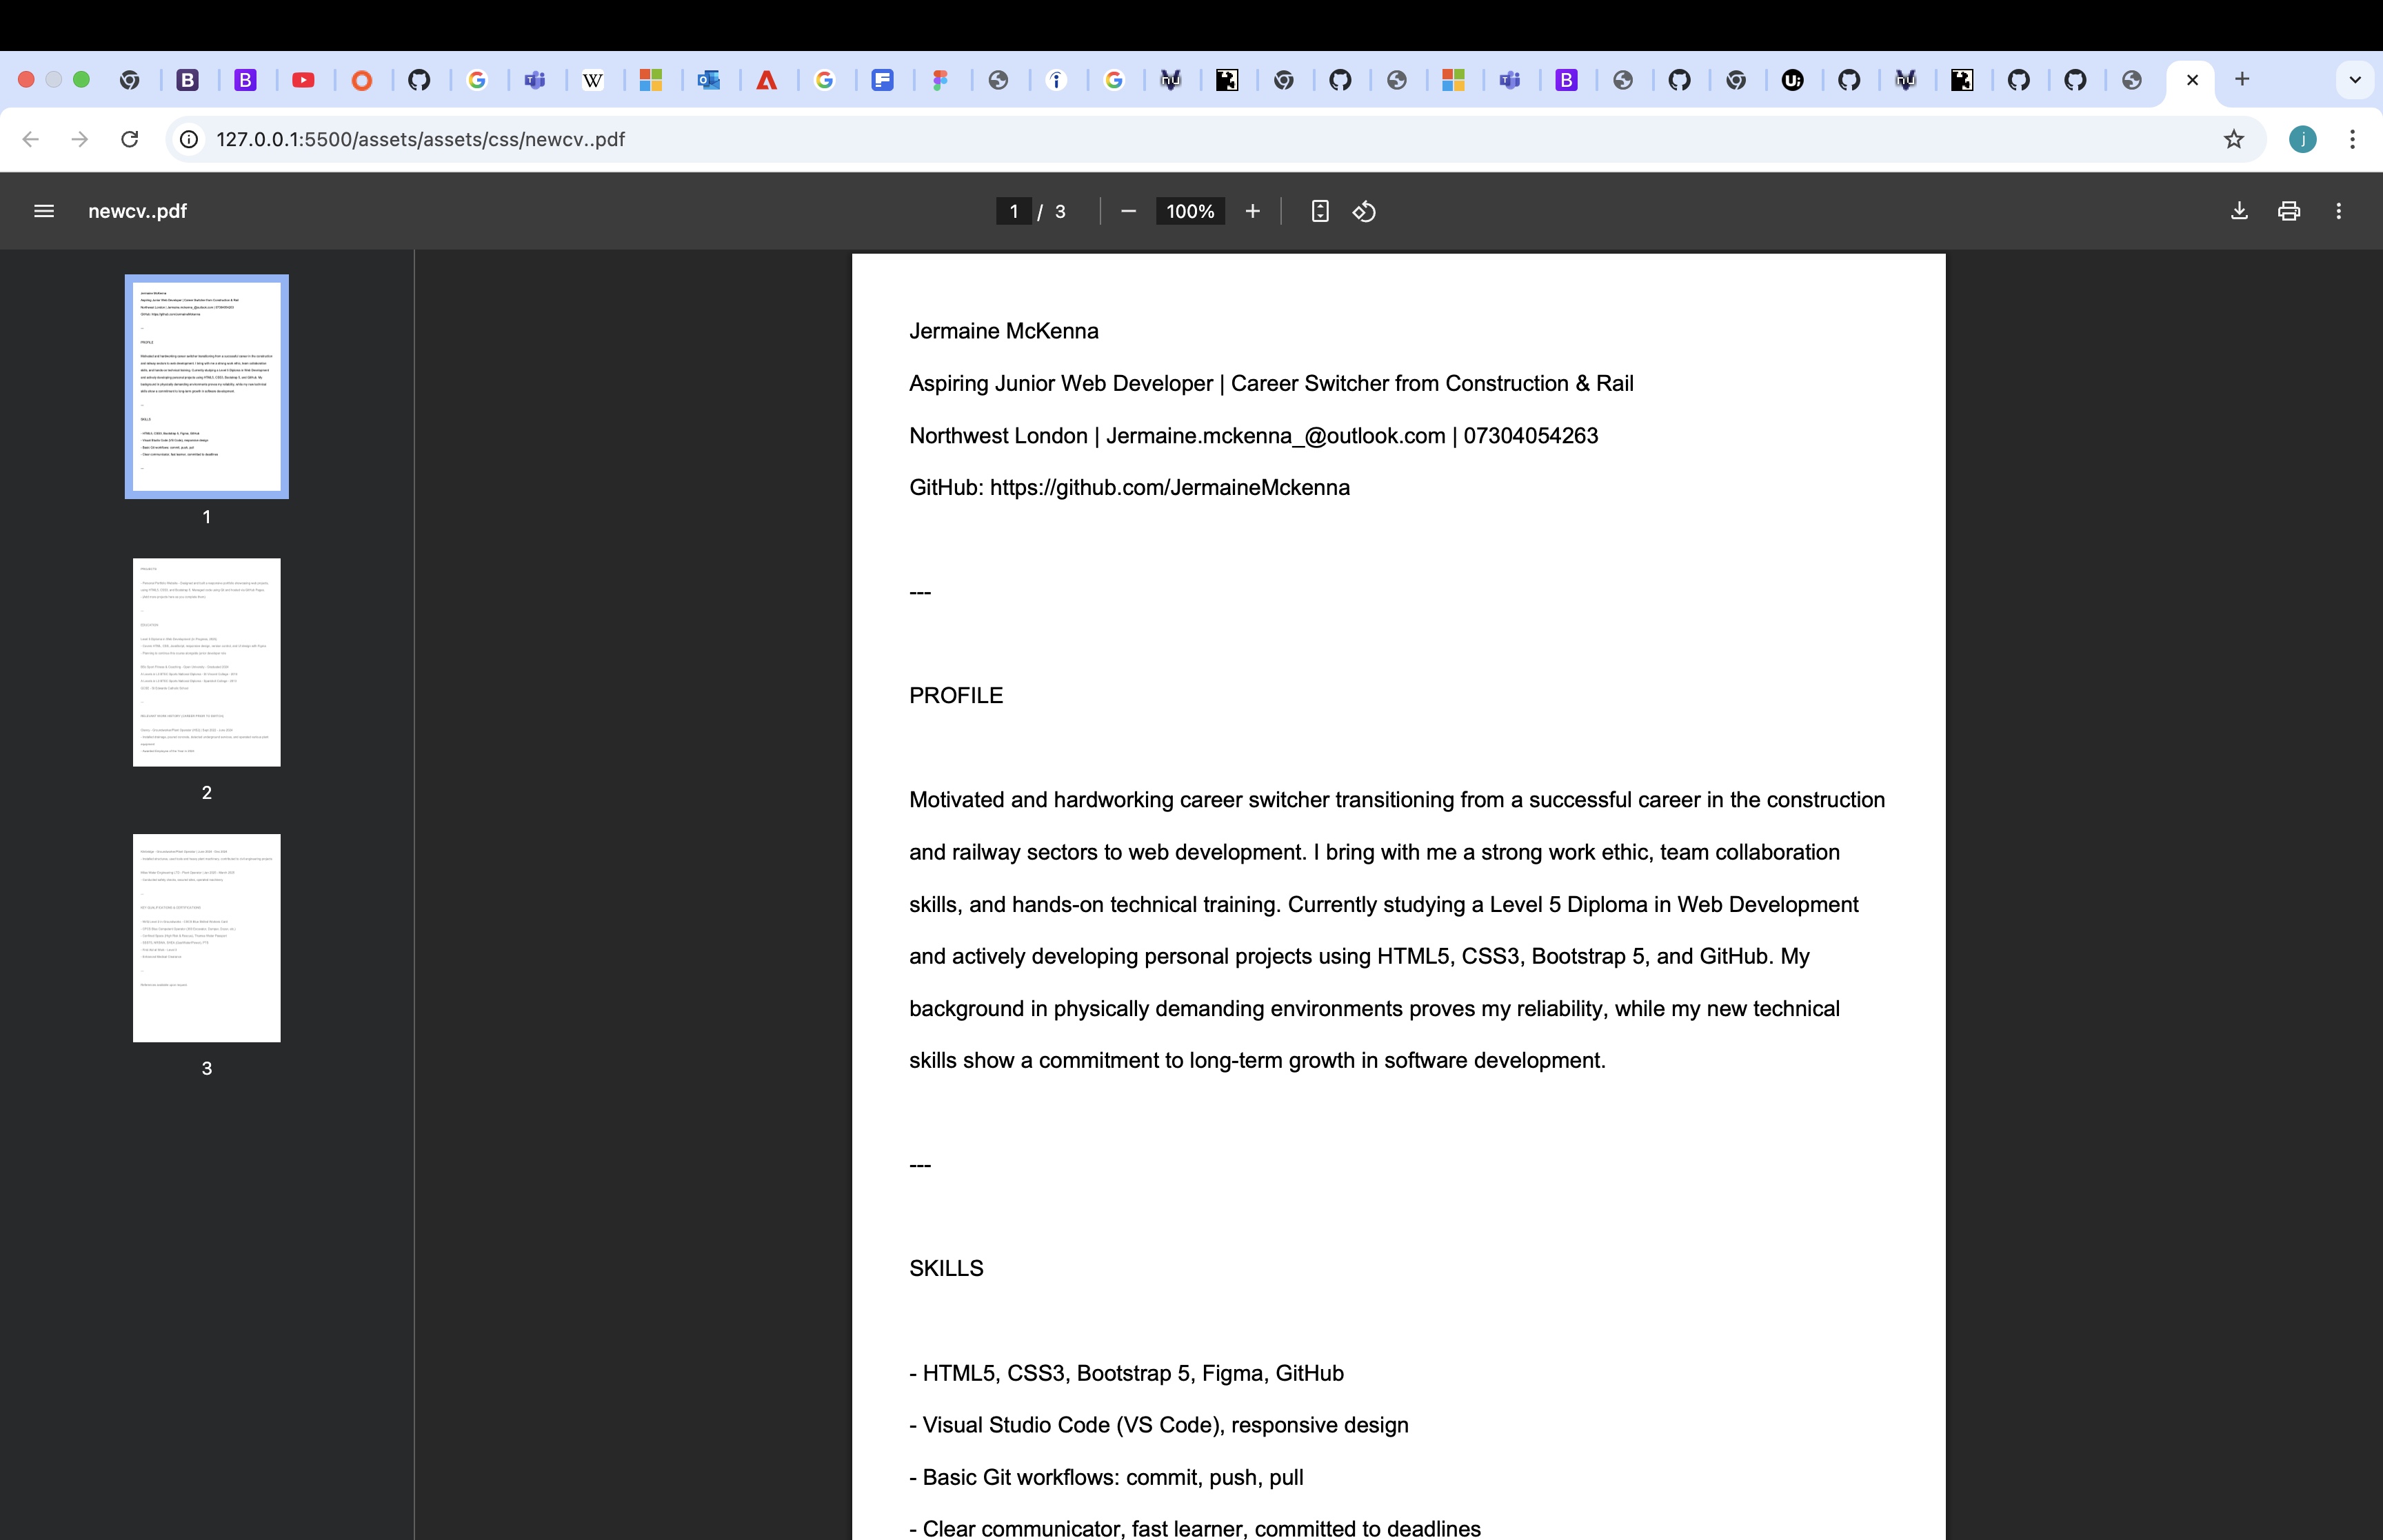 127.0.0.1:5500/assets/assets/css/newcv..pdf
j
newcv..pdf
1 / 3
100%
1
2
3
Jermaine McKenna
Aspiring Junior Web Developer | Career Switcher from Construction & Rail
Northwest London | Jermaine.mckenna_@outlook.com | 07304054263
GitHub: https://github.com/JermaineMckenna
---
PROFILE
Motivated and hardworking career switcher transitioning from a successful career in the construction
and railway sectors to web development. I bring with me a strong work ethic, team collaboration
skills, and hands-on technical training. Currently studying a Level 5 Diploma in Web Development
and actively developing personal projects using HTML5, CSS3, Bootstrap 5, and GitHub. My
background in physically demanding environments proves my reliability, while my new technical
skills show a commitment to long-term growth in software development.
---
SKILLS
- HTML5, CSS3, Bootstrap 5, Figma, GitHub
- Visual Studio Code (VS Code), responsive design
- Basic Git workflows: commit, push, pull
- Clear communicator, fast learner, committed to deadlines